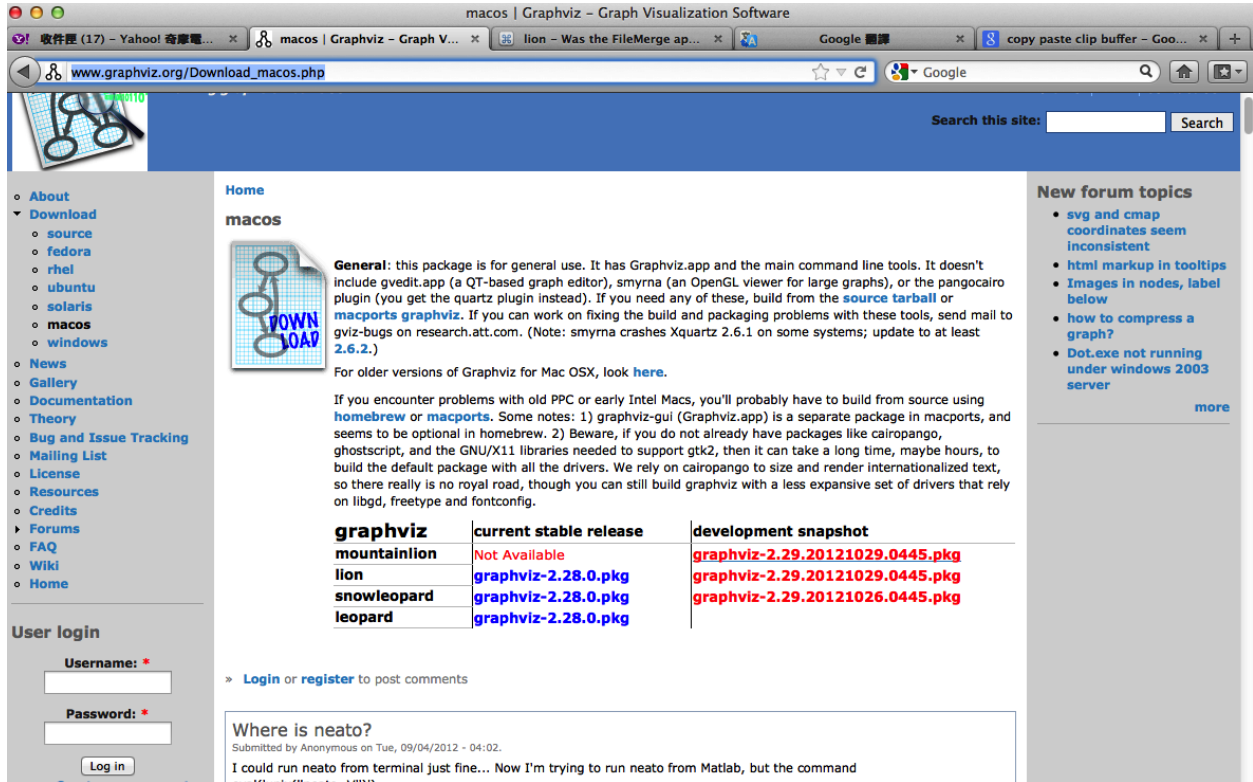 macos | Graphviz – Graph Visualization Software
收件匣 (17) – Yahoo! 奇摩電...
macos | Graphviz – Graph V...
lion – Was the FileMerge ap...
Google 翻譯
copy paste clip buffer – Goo...
www.graphviz.org/Download_macos.php
Google
Search this site:
Search
About
Download
source
fedora
rhel
ubuntu
solaris
macos
windows
News
Gallery
Documentation
Theory
Bug and Issue Tracking
Mailing List
License
Resources
Credits
Forums
FAQ
Wiki
Home
User login
Username: *
Password: *
Log in
Home
macos
DOWN
LOAD
General: this package is for general use. It has Graphviz.app and the main command line tools. It doesn't
include gvedit.app (a QT-based graph editor), smyrna (an OpenGL viewer for large graphs), or the pangocairo
plugin (you get the quartz plugin instead). If you need any of these, build from the source tarball or
macports graphviz. If you can work on fixing the build and packaging problems with these tools, send mail to
gviz-bugs on research.att.com. (Note: smyrna crashes Xquartz 2.6.1 on some systems; update to at least
2.6.2.)
For older versions of Graphviz for Mac OSX, look here.
If you encounter problems with old PPC or early Intel Macs, you'll probably have to build from source using
homebrew or macports. Some notes: 1) graphviz-gui (Graphviz.app) is a separate package in macports, and
seems to be optional in homebrew. 2) Beware, if you do not already have packages like cairopango,
ghostscript, and the GNU/X11 libraries needed to support gtk2, then it can take a long time, maybe hours, to
build the default package with all the drivers. We rely on cairopango to size and render internationalized text,
so there really is no royal road, though you can still build graphviz with a less expensive set of drivers that rely
on libgd, freetype and fontconfig.
graphviz current stable release development snapshot
mountainlion Not Available graphviz-2.29.20121029.0445.pkg
lion graphviz-2.28.0.pkg graphviz-2.29.20121029.0445.pkg
snowleopard graphviz-2.28.0.pkg graphviz-2.29.20121026.0445.pkg
leopard graphviz-2.28.0.pkg
» Login or register to post comments
Where is neato?
Submitted by Anonymous on Tue, 09/04/2012 - 04:02.
I could run neato from terminal just fine... Now I'm trying to run neato from Matlab, but the command
New forum topics
svg and cmap
coordinates seem
inconsistent
html markup in tooltips
Images in nodes, label
below
how to compress a
graph?
Dot.exe not running
under windows 2003
server
more